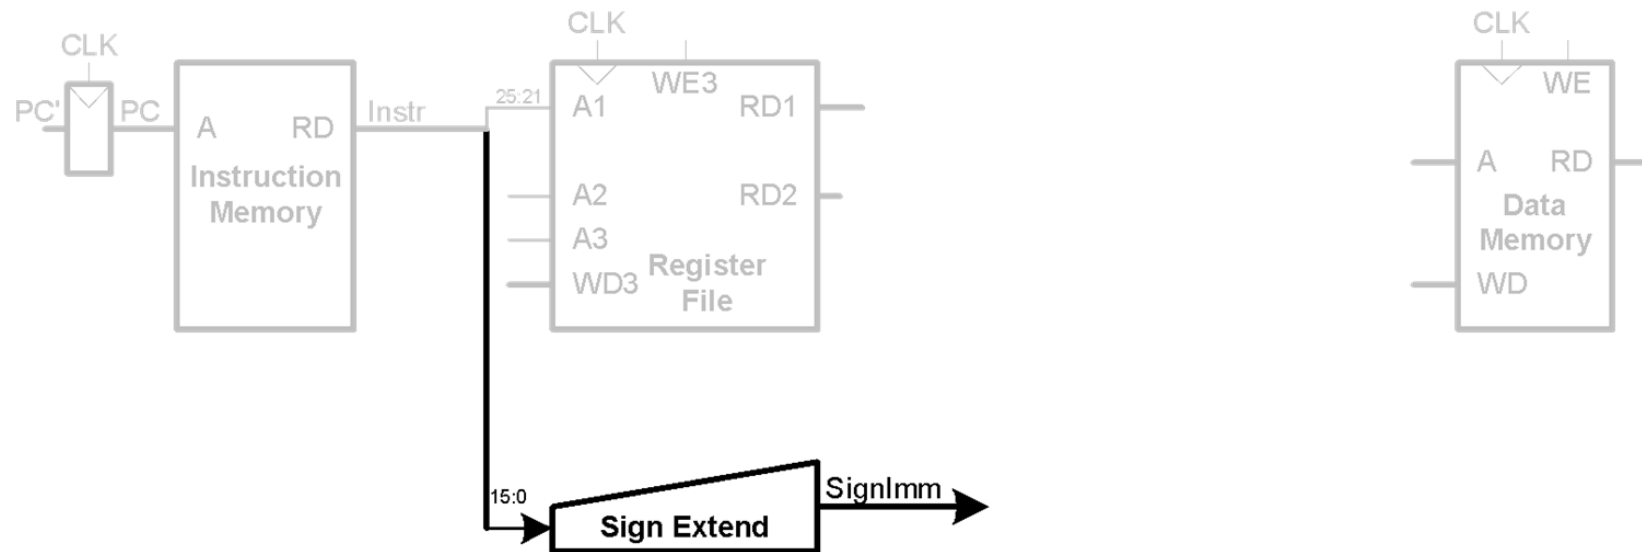 CLK
CLK
CLK
PC'
PC
A
RD
Instruction
Memory
Instr
25:21
A1
WE3
RD1
A2
RD2
A3
WD3
Register
File
WE
A
RD
Data
Memory
WD
15:0
Sign Extend
SignImm